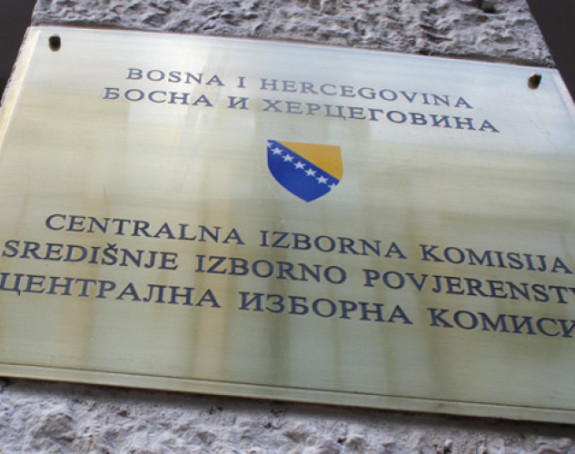 BOSNA I HERCEGOVINA
БОСНА И ХЕРЦЕГОВИНА
CENTRALNA IZBORNA KOMISIJA
SREDIŠNJE IZBORNO POVJERENSTV
ЦЕНТРАЛНА ИЗБОРНА КОМИСИ